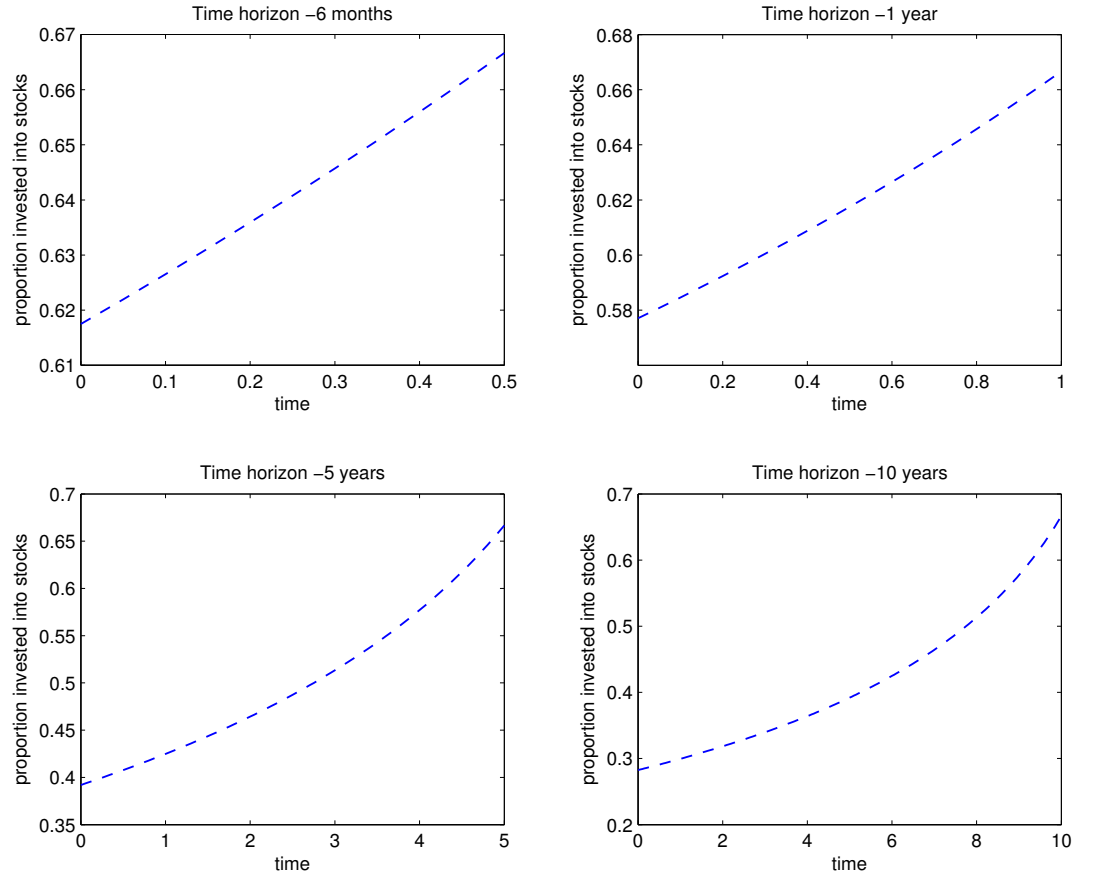 Time horizon −6 months
proportion invested into stocks
0.67
0.66
0.65
0.64
0.63
0.62
0.61
0 0.1 0.2 0.3 0.4 0.5
time
Time horizon −1 year
proportion invested into stocks
0.68
0.66
0.64
0.62
0.6
0.58
0 0.2 0.4 0.6 0.8 1
time
Time horizon −5 years
proportion invested into stocks
0.7
0.65
0.6
0.55
0.5
0.45
0.4
0.35
0 1 2 3 4 5
time
Time horizon −10 years
proportion invested into stocks
0.7
0.6
0.5
0.4
0.3
0.2
0 2 4 6 8 10
time